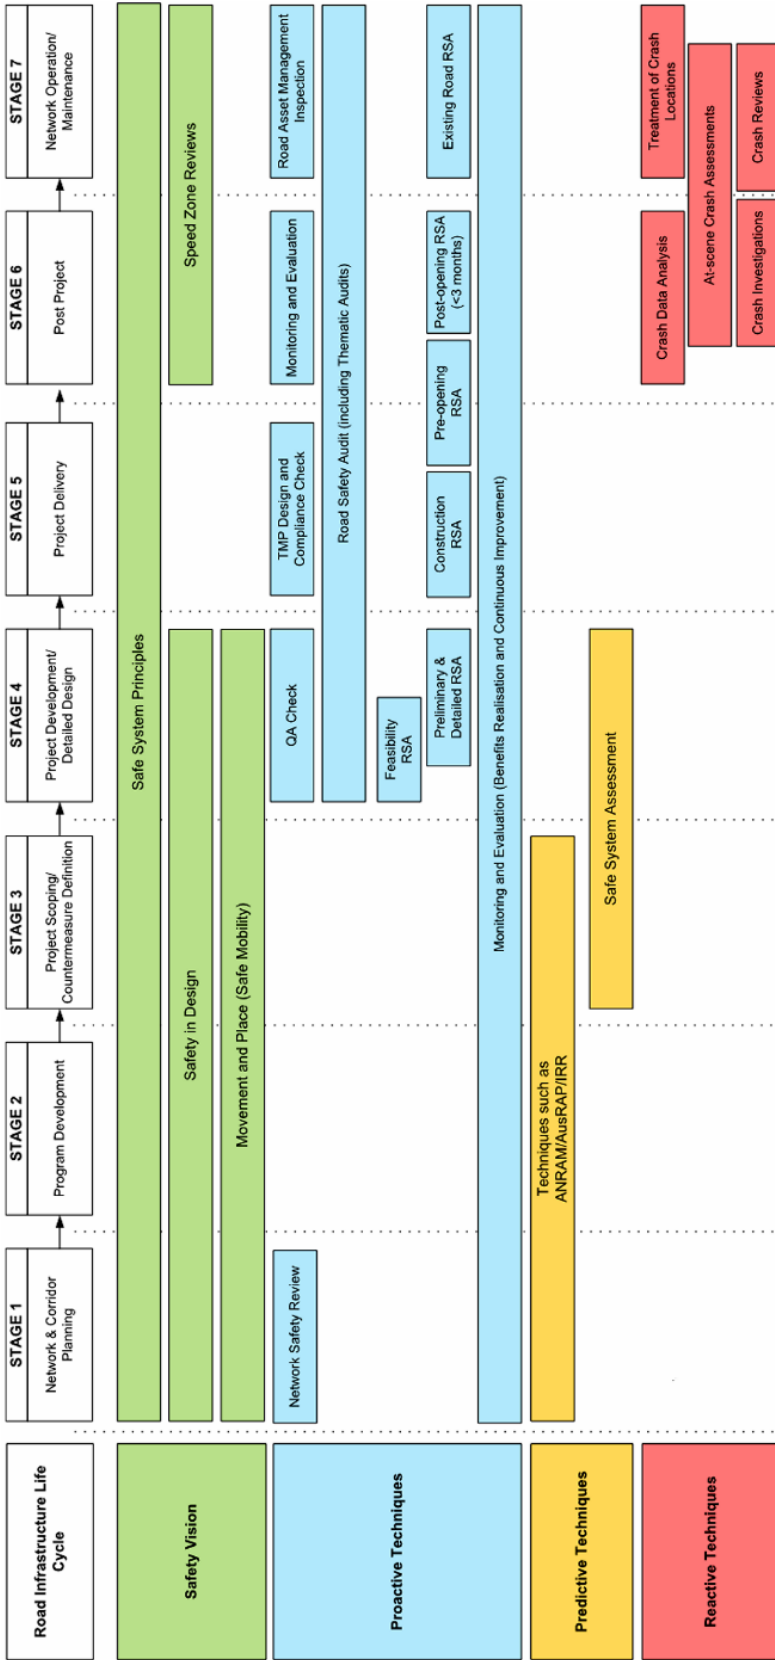 Road Infrastructure Life
Cycle
STAGE 1
Network & Corridor
Planning
STAGE 2
Program Development
STAGE 3
Project Scoping/
Countermeasure Definition
STAGE 4
Project Development/
Detailed Design
STAGE 5
Project Delivery
STAGE 6
Post Project
STAGE 7
Network Operation/
Maintenance
Safety Vision
Safe System Principles
Safety in Design
Speed Zone Reviews
Movement and Place (Safe Mobility)
Proactive Techniques
Network Safety Review
QA Check
TMP Design and
Compliance Check
Monitoring and Evaluation
Road Asset Management
Inspection
Road Safety Audit (including Thematic Audits)
Feasibility
RSA
Preliminary &
Detailed RSA
Construction
RSA
Pre-opening
RSA
Post-opening RSA
(<3 months)
Existing Road RSA
Monitoring and Evaluation (Benefits Realisation and Continuous Improvement)
Predictive Techniques
Techniques such as
ANRAM/AusRAP/IRR
Safe System Assessment
Reactive Techniques
Crash Data Analysis
Treatment of Crash
Locations
At-scene Crash Assessments
Crash Investigations
Crash Reviews